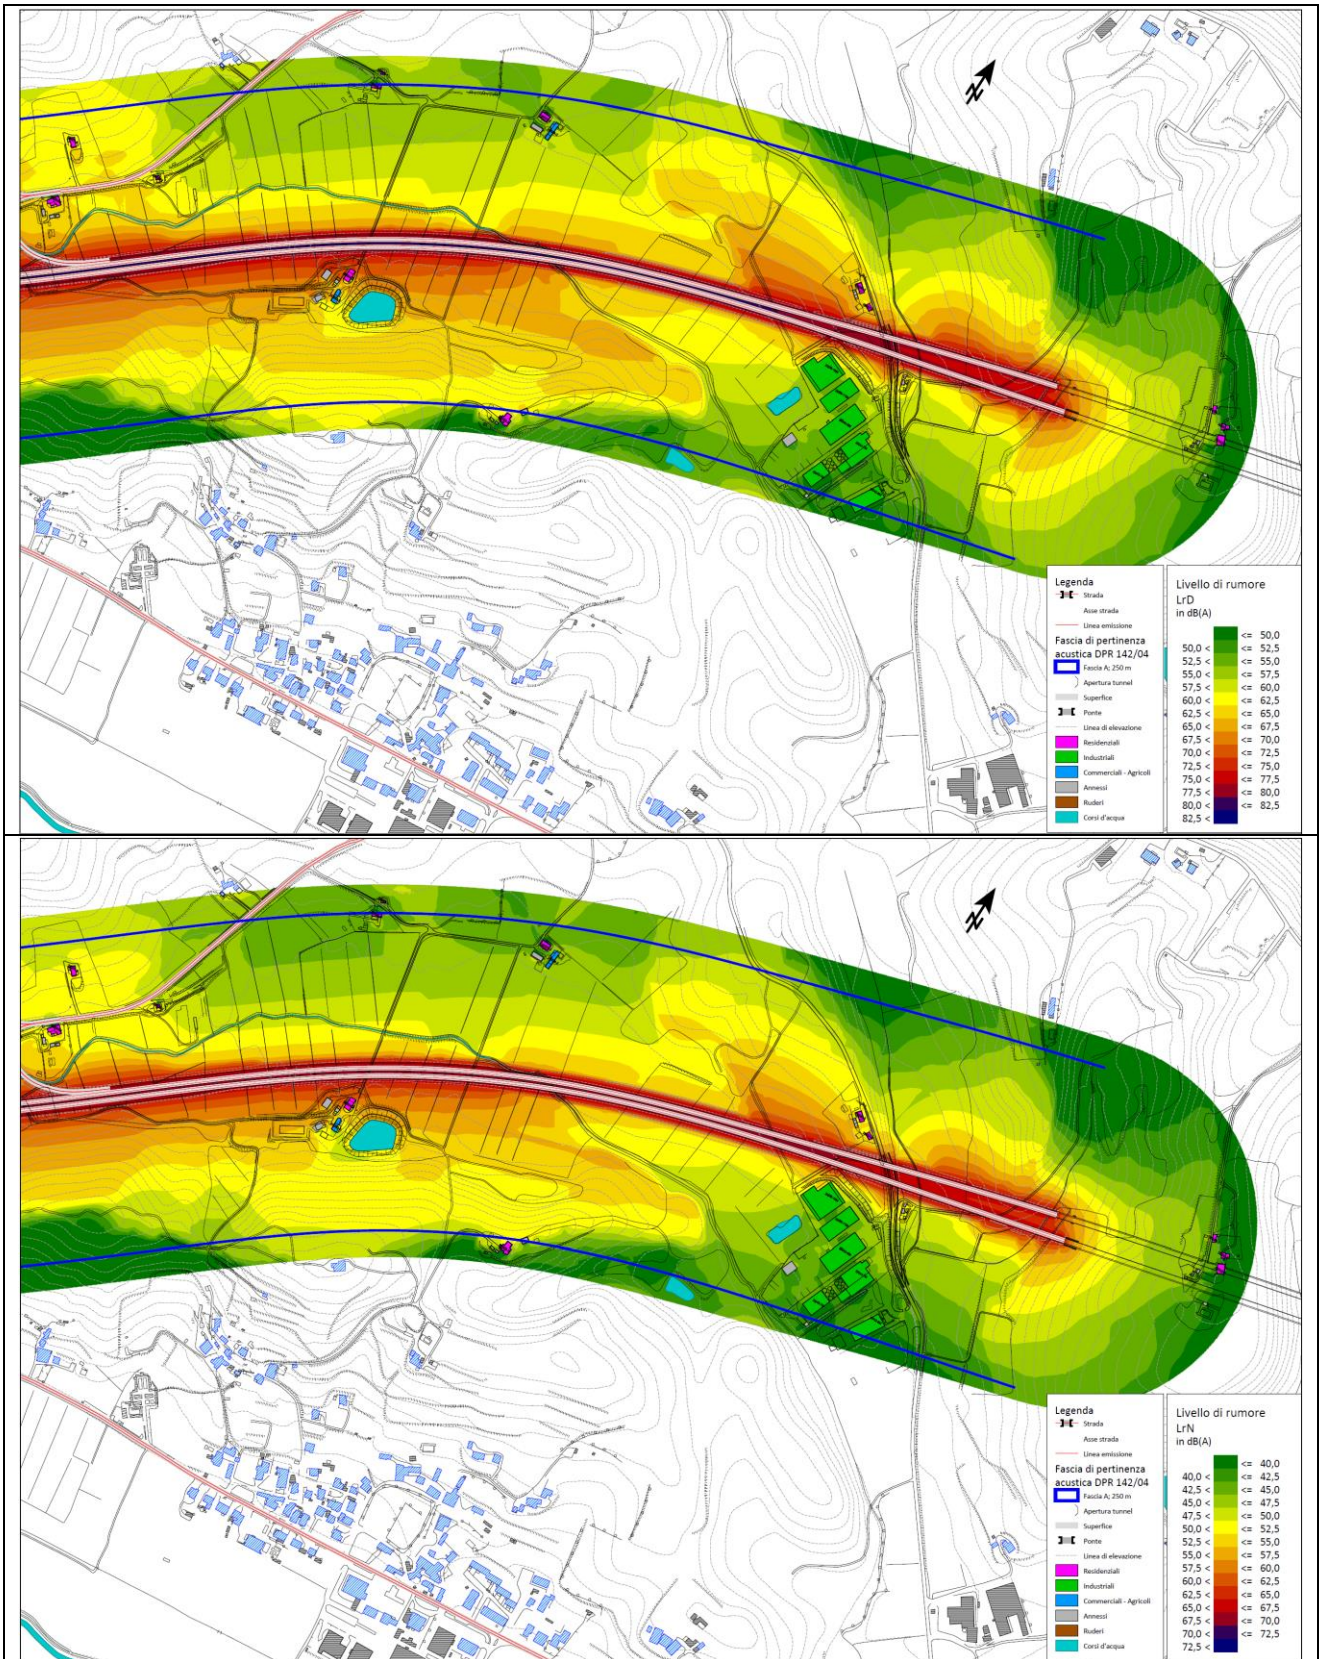 N
Legenda
Strada
Asse strada
Linea emissione
Fascia di pertinenza
acustica DPR 142/04
Fascia A; 250 m
Apertura tunnel
Superfice
Ponte
Linea di elevazione
Residenziali
Industriali
Commerciali - Agricoli
Annessi
Ruderi
Corsi d'acqua
Livello di rumore
LrD
in dB(A)
<= 50,0
50,0 < <= 52,5
52,5 < <= 55,0
55,0 < <= 57,5
57,5 < <= 60,0
60,0 < <= 62,5
62,5 < <= 65,0
65,0 < <= 67,5
67,5 < <= 70,0
70,0 < <= 72,5
72,5 < <= 75,0
75,0 < <= 77,5
77,5 < <= 80,0
80,0 < <= 82,5
82,5 <
N
Legenda
Strada
Asse strada
Linea emissione
Fascia di pertinenza
acustica DPR 142/04
Fascia A; 250 m
Apertura tunnel
Superfice
Ponte
Linea di elevazione
Residenziali
Industriali
Commerciali - Agricoli
Annessi
Ruderi
Corsi d'acqua
Livello di rumore
LrN
in dB(A)
<= 40,0
40,0 < <= 42,5
42,5 < <= 45,0
45,0 < <= 47,5
47,5 < <= 50,0
50,0 < <= 52,5
52,5 < <= 55,0
55,0 < <= 57,5
57,5 < <= 60,0
60,0 < <= 62,5
62,5 < <= 65,0
65,0 < <= 67,5
67,5 < <= 70,0
70,0 < <= 72,5
72,5 <